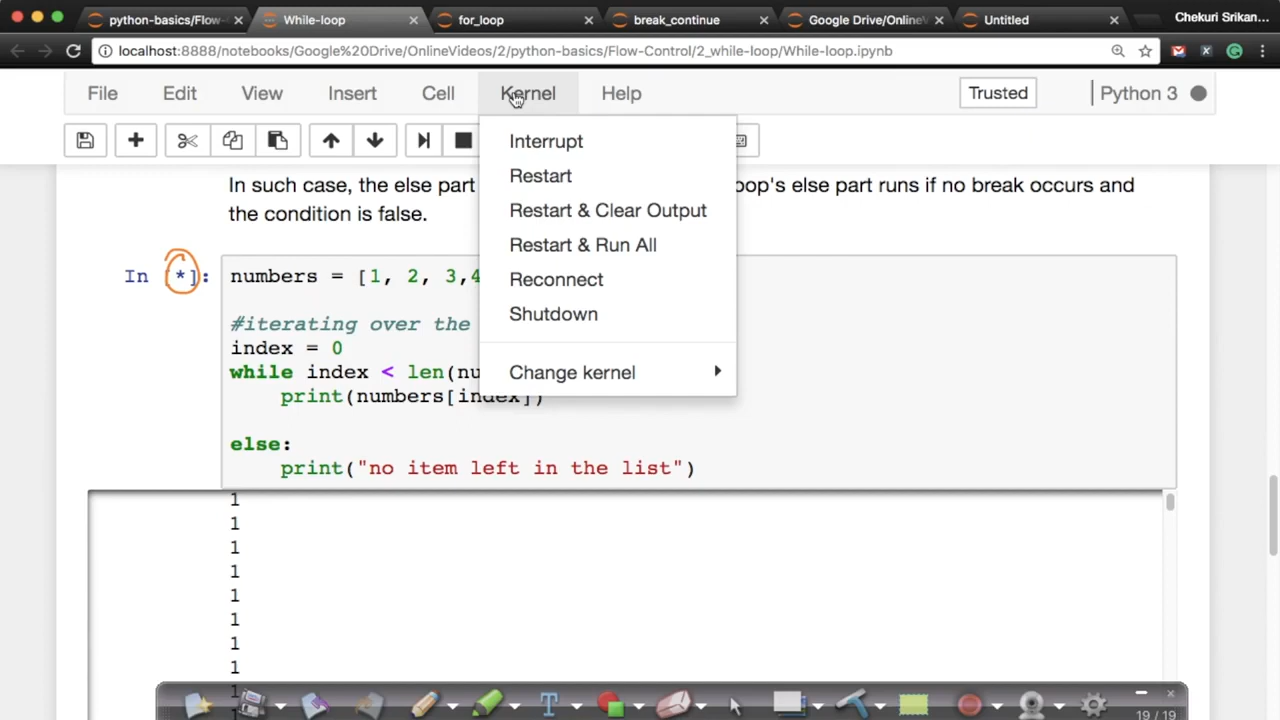 python-basics/Flow- While-loop for_loop break_continue Google Drive/OnlineV Untitled Chekuri Srikan...
localhost:8888/notebooks/Google%20Drive/OnlineVideos/2/python-basics/Flow-Control/2_while-loop/While-loop.ipynb
File Edit View Insert Cell Kernel Help Trusted Python 3
Interrupt
Restart
Restart & Clear Output
Restart & Run All
Reconnect
Shutdown
Change kernel
In such case, the else part oop's else part runs if no break occurs and
the condition is false.
In [*]: numbers = [1, 2, 3,4
#iterating over the
index = 0
while index < len(nu
print(numbers[index])
else:
print("no item left in the list")
1
1
1
1
1
1
1
1
1
19 / 19